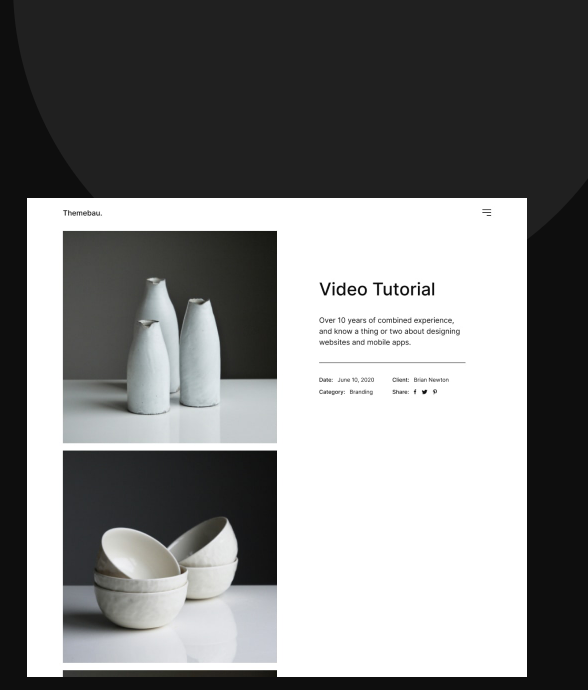 Themebau.
Video Tutorial
Over 10 years of combined experience,
and know a thing or two about designing
websites and mobile apps.
Date: June 10, 2020 Client: Brian Newton
Category: Branding Share: